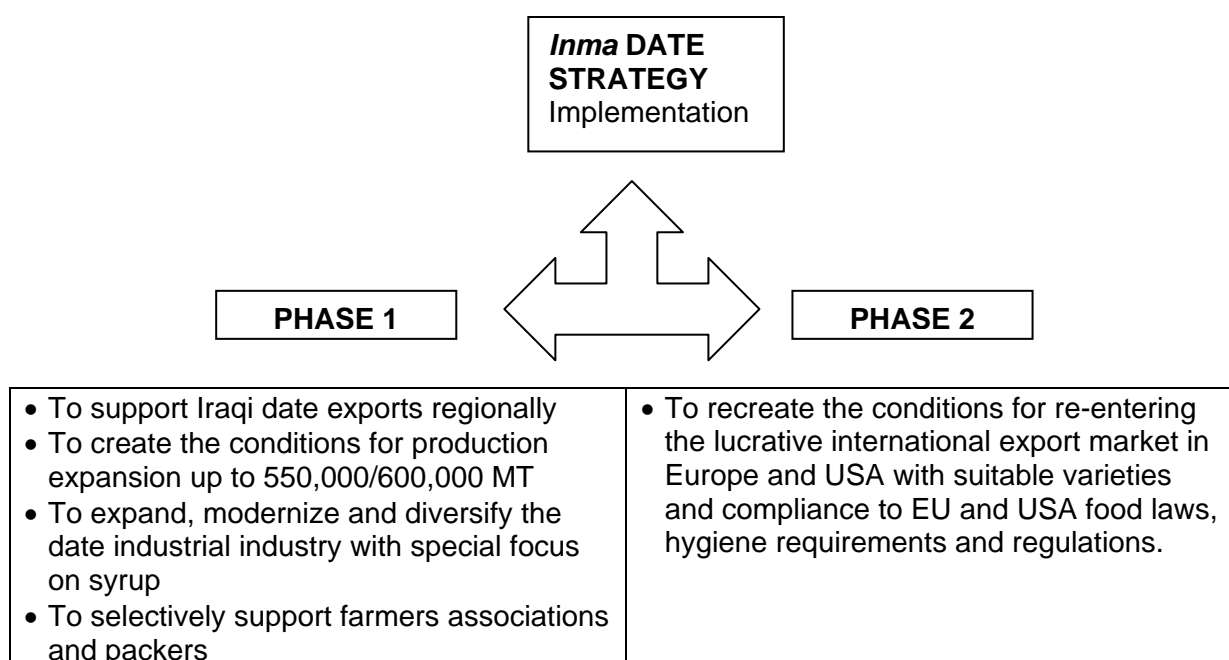 Inma DATE
STRATEGY
Implementation
PHASE 1
PHASE 2
• To support Iraqi date exports regionally
• To create the conditions for production
expansion up to 550,000/600,000 MT
• To expand, modernize and diversify the
date industrial industry with special focus
on syrup
• To selectively support farmers associations
and packers
• To recreate the conditions for re-entering
the lucrative international export market in
Europe and USA with suitable varieties
and compliance to EU and USA food laws,
hygiene requirements and regulations.